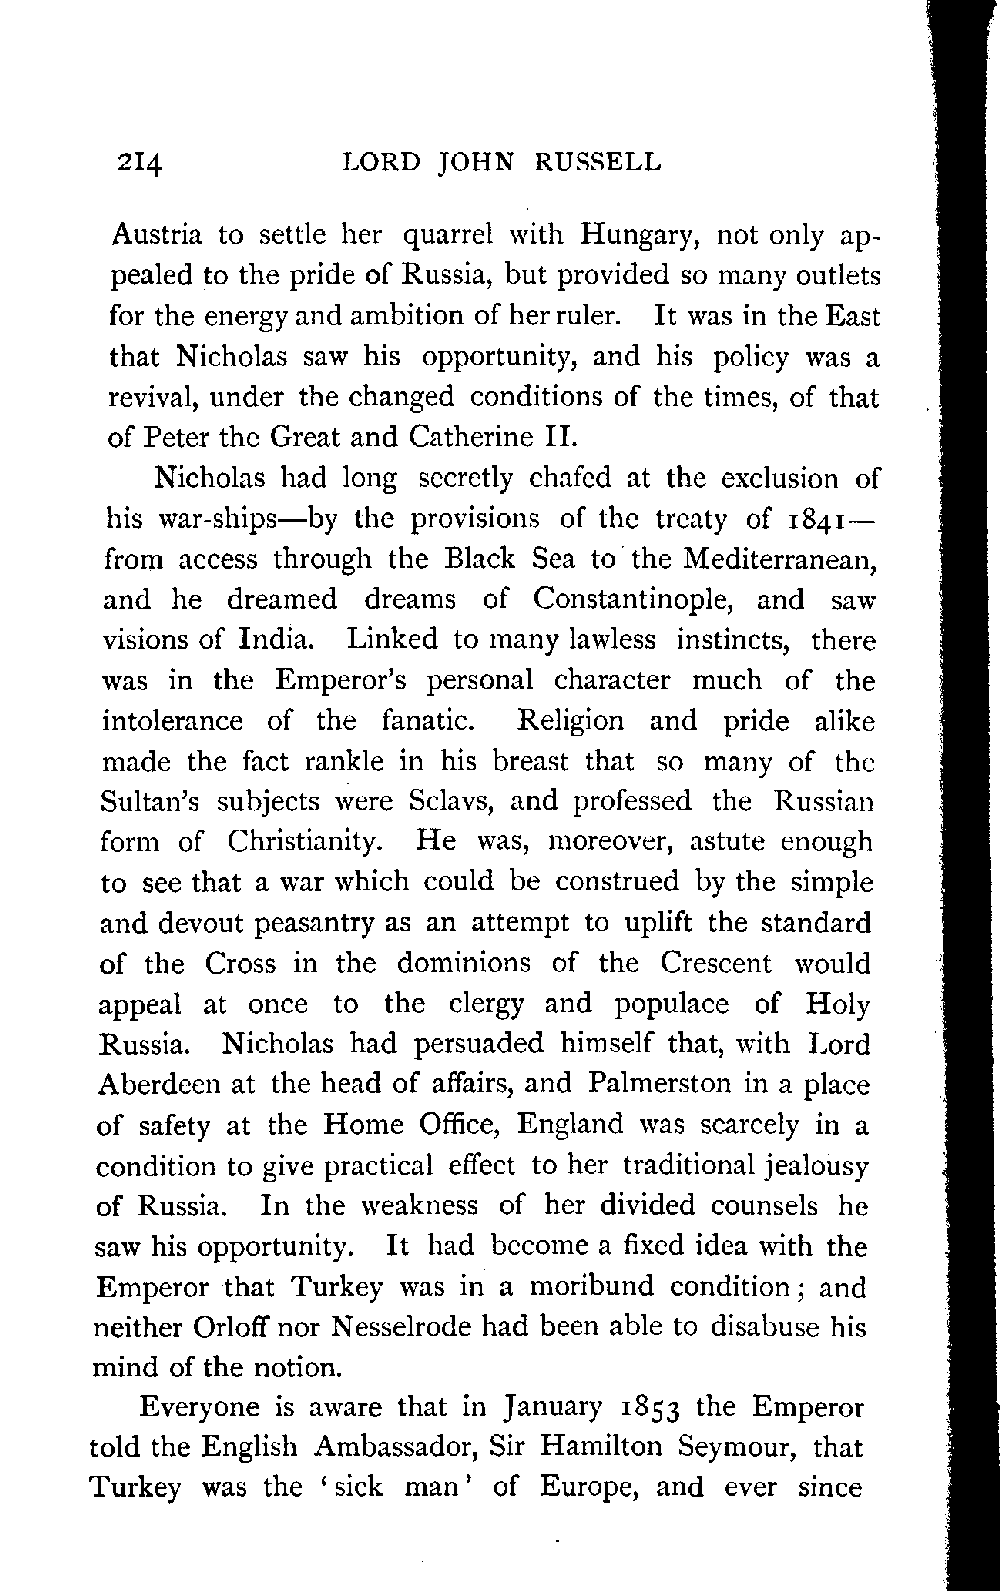 214 LORD JOHN RUSSELL
Austria to settle her quarrel with Hungary, not only ap-
pealed to the pride of Russia, but provided so many outlets
for the energy and ambition of her ruler. It was in the East
that Nicholas saw his opportunity, and his policy was a
revival, under the changed conditions of the times, of that
of Peter the Great and Catherine II.
Nicholas had long secretly chafed at the exclusion of
his war-ships—by the provisions of the treaty of 1841—
from access through the Black Sea to the Mediterranean,
and he dreamed dreams of Constantinople, and saw
visions of India. Linked to many lawless instincts, there
was in the Emperor's personal character much of the
intolerance of the fanatic. Religion and pride alike
made the fact rankle in his breast that so many of the
Sultan's subjects were Sclavs, and professed the Russian
form of Christianity. He was, moreover, astute enough
to see that a war which could be construed by the simple
and devout peasantry as an attempt to uplift the standard
of the Cross in the dominions of the Crescent would
appeal at once to the clergy and populace of Holy
Russia. Nicholas had persuaded himself that, with Lord
Aberdeen at the head of affairs, and Palmerston in a place
of safety at the Home Office, England was scarcely in a
condition to give practical effect to her traditional jealousy
of Russia. In the weakness of her divided counsels he
saw his opportunity. It had become a fixed idea with the
Emperor that Turkey was in a moribund condition; and
neither Orloff nor Nesselrode had been able to disabuse his
mind of the notion.
Everyone is aware that in January 1853 the Emperor
told the English Ambassador, Sir Hamilton Seymour, that
Turkey was the 'sick man' of Europe, and ever since